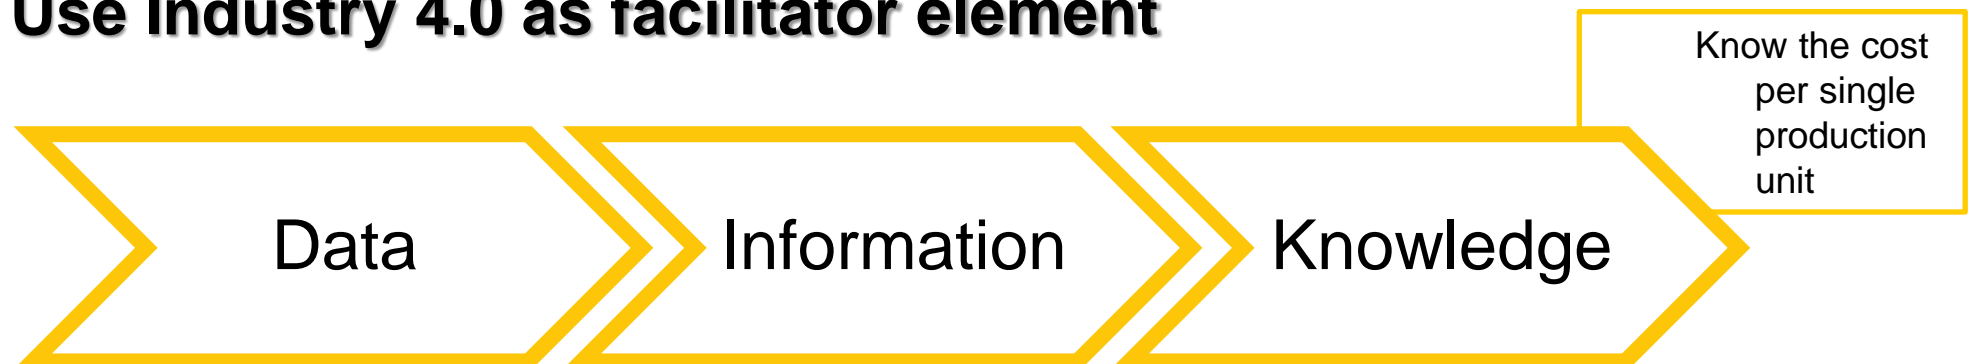 Use Industry 4.0 as facilitator element
Know the cost
per single
production
unit
Data
Information
Knowledge